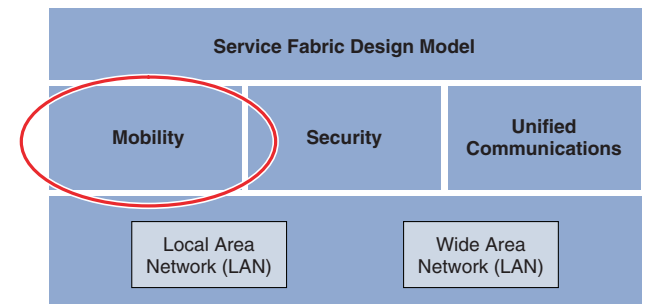 Service Fabric Design Model
Mobility
Security
Unified
Communications
Local Area
Network (LAN)
Wide Area
Network (LAN)